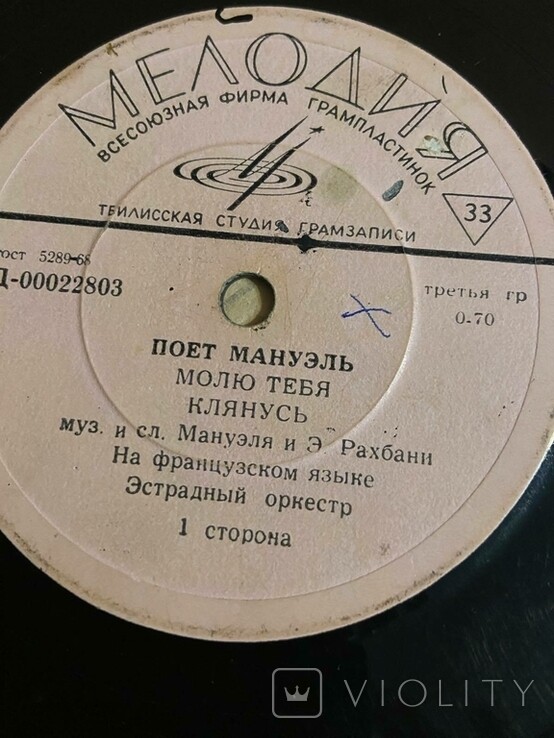 МЕЛОДИЯ
ВСЕСОЮЗНАЯ ФИРМА ГРАМПЛАСТИНОК
33
ТБИЛИССКАЯ СТУДИЯ ГРАМЗАПИСИ
гост 5289-68
Д-00022803
третья гр
0-70
ПОЕТ МАНУЭЛЬ
МОЛЮ ТЕБЯ
КЛЯНУСЬ
муз. и сл. Мануэля и Э. Рахбани
На французском языке
Эстрадный оркестр
1 сторона
VIOLITY